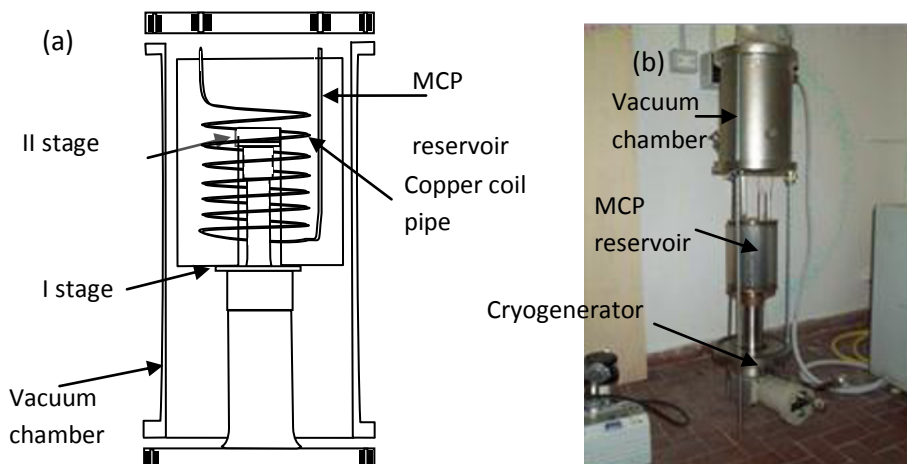 (a)
MCP
II stage
reservoir
Copper coil
pipe
I stage
Vacuum
chamber
(b)
Vacuum
chamber
MCP
reservoir
Cryogenerator